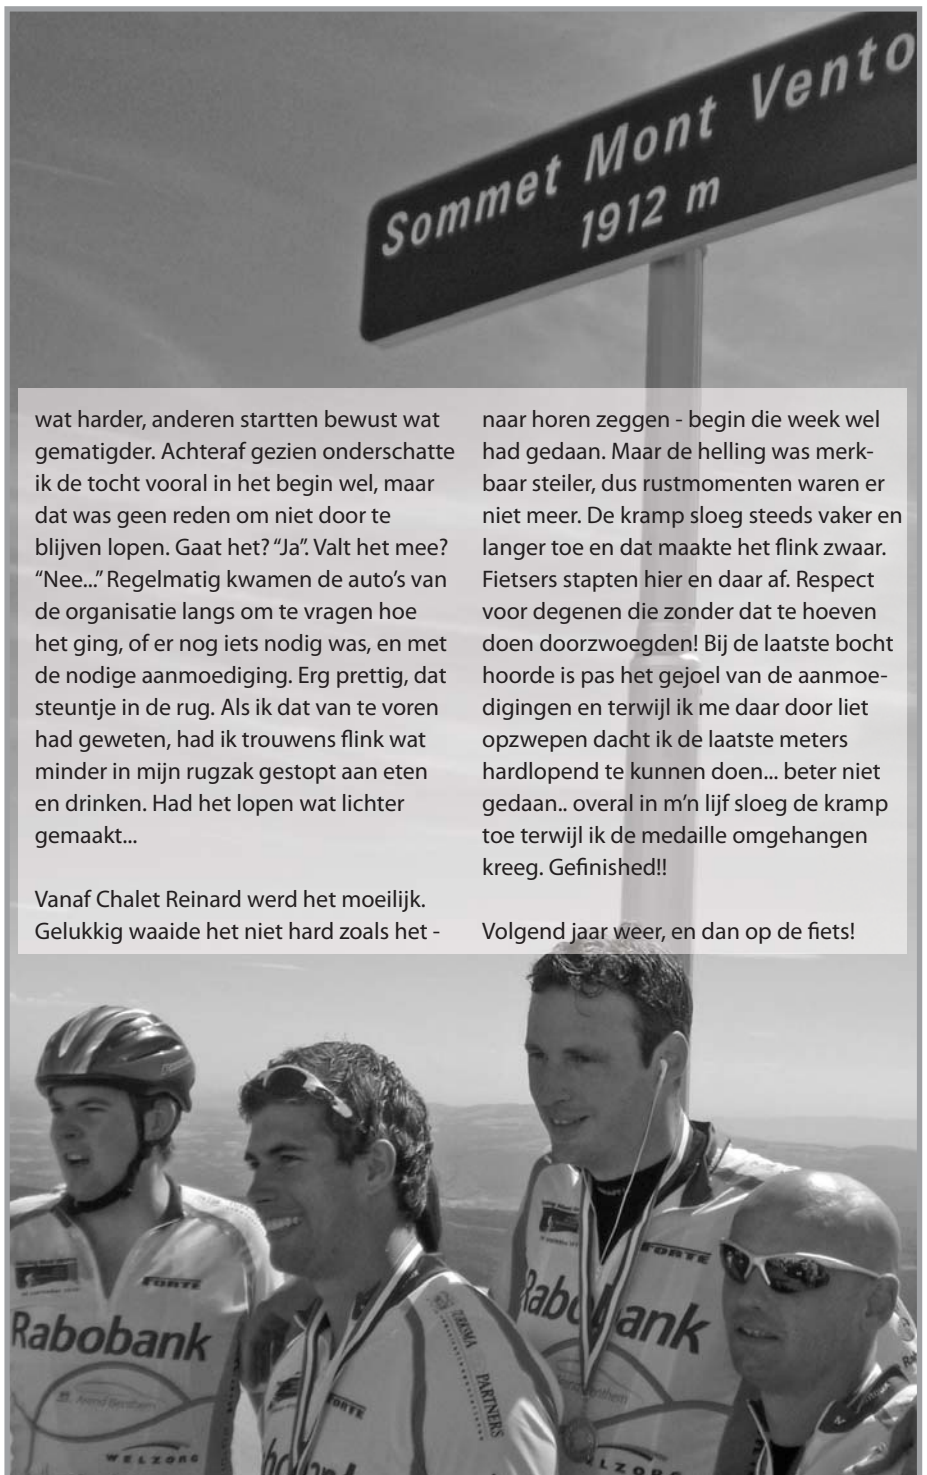 Sommet Mont Vento
1912 m
wat harder, anderen startten bewust wat
gematigder. Achteraf gezien onderschatte
ik de tocht vooral in het begin wel, maar
dat was geen reden om niet door te
blijven lopen. Gaat het? “Ja”. Valt het mee?
“Nee...” Regelmatig kwamen de auto’s van
de organisatie langs om te vragen hoe
het ging, of er nog iets nodig was, en met
de nodige aanmoediging. Erg prettig, dat
steuntje in de rug. Als ik dat van te voren
had geweten, had ik trouwens flink wat
minder in mijn rugzak gestopt aan eten
en drinken. Had het lopen wat lichter
gemaakt...
Vanaf Chalet Reinard werd het moeilijk.
Gelukkig waaide het niet hard zoals het -
naar horen zeggen - begin die week wel
had gedaan. Maar de helling was merk-
baar steiler, dus rustmomenten waren er
niet meer. De kramp sloeg steeds vaker en
langer toe en dat maakte het flink zwaar.
Fietsers stapten hier en daar af. Respect
voor degenen die zonder dat te hoeven
doen doorzwoegden! Bij de laatste bocht
hoorde is pas het gejoel van de aanmoe-
digingen en terwijl ik me daar door liet
opzwepen dacht ik de laatste meters
hardlopend te kunnen doen... beter niet
gedaan.. overal in m’n lijf sloeg de kramp
toe terwijl ik de medaille omgehangen
kreeg. Gefinished!!
Volgend jaar weer, en dan op de fiets!
FORTE
Rabobank
Arend Benthem
WELZORG
PARTNERS
FORTE
FORTE
Rabobank